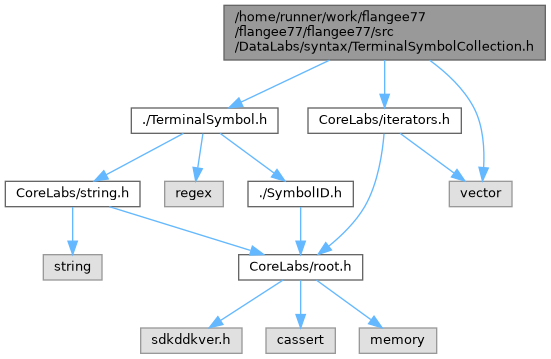 /home/runner/work/flangee77
/flangee77/flangee77/src
/DataLabs/syntax/TerminalSymbolCollection.h
./TerminalSymbol.h
CoreLabs/iterators.h
CoreLabs/string.h
regex
./SymbolID.h
vector
string
CoreLabs/root.h
sdkddkver.h
cassert
memory